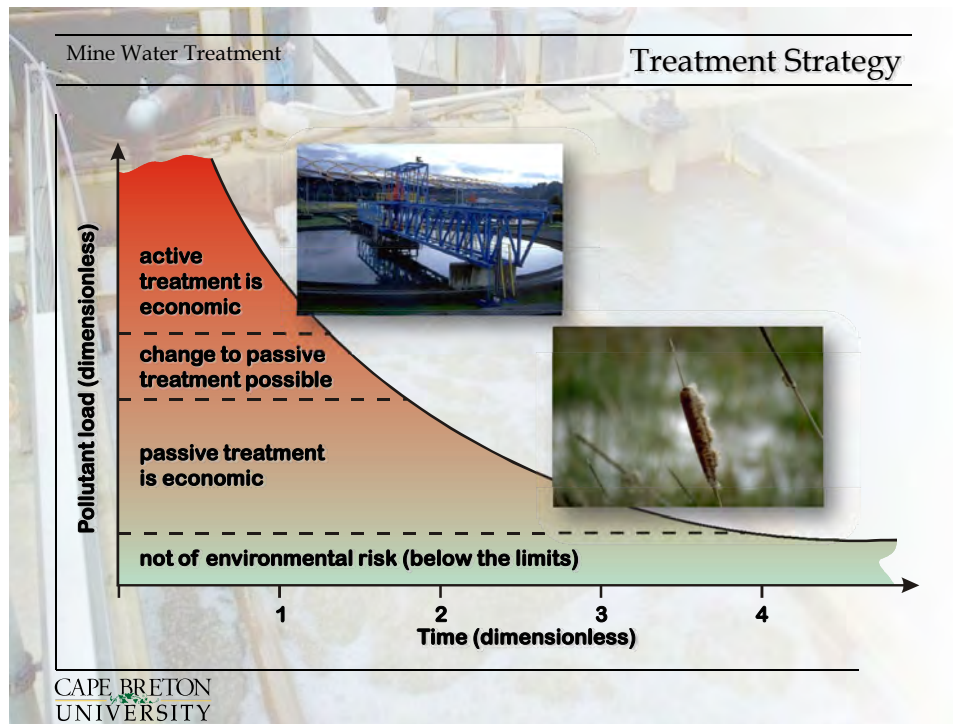 Mine Water Treatment
Treatment Strategy
Pollutant load (dimensionless)
active
treatment is
economic
change to passive
treatment possible
passive treatment
is economic
not of environmental risk (below the limits)
1 2 3 4
Time (dimensionless)
CAPE BRETON
UNIVERSITY